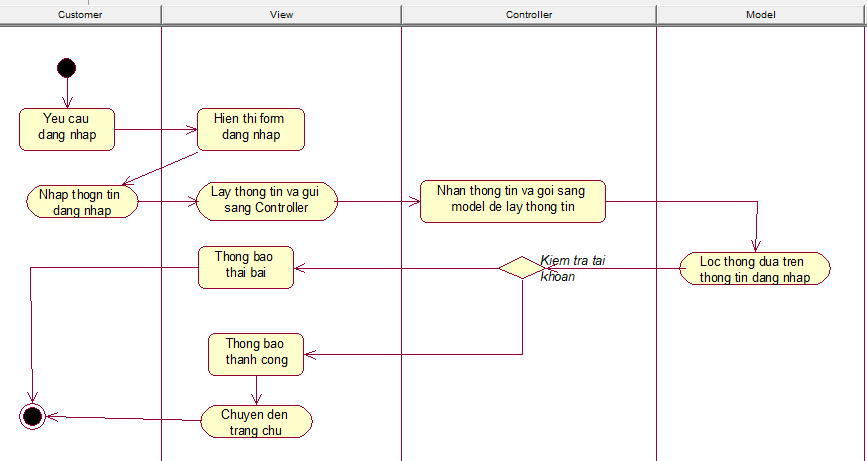 Customer
View
Controller
Model
Yeu cau
dang nhap
Hien thi form
dang nhap
Nhap thogn tin
dang nhap
Lay thong tin va gui
sang Controller
Nhan thong tin va goi sang
model de lay thong tin
Loc thong dua tren
thong tin dang nhap
Kiem tra tai
khoan
Thong bao
thai bai
Thong bao
thanh cong
Chuyen den
trang chu